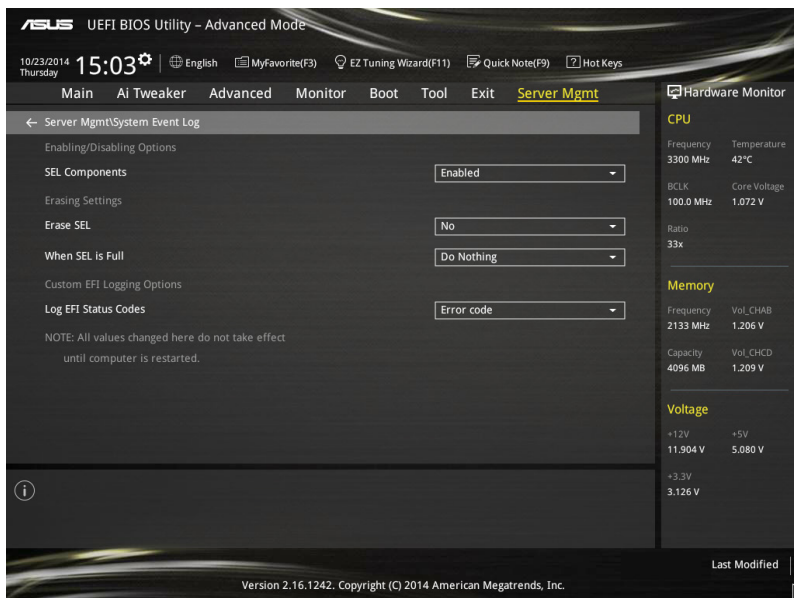 ASUS UEFI BIOS Utility – Advanced Mode
10/23/2014
Thursday
15:03
English
MyFavorite(F3)
EZ Tuning Wizard(F11)
Quick Note(F9)
? Hot Keys
Main Ai Tweaker Advanced Monitor Boot Tool Exit Server Mgmt
← Server Mgmt\System Event Log
Enabling/Disabling Options
SEL Components Enabled
Erasing Settings
Erase SEL No
When SEL is Full Do Nothing
Custom EFI Logging Options
Log EFI Status Codes Error code
NOTE: All values changed here do not take effect
until computer is restarted.
i
Hardware Monitor
CPU
Frequency Temperature
3300 MHz 42°C
BCLK Core Voltage
100.0 MHz 1.072 V
Ratio
33x
Memory
Frequency Vol_CHAB
2133 MHz 1.206 V
Capacity Vol_CHCD
4096 MB 1.209 V
Voltage
+12V +5V
11.904 V 5.080 V
+3.3V
3.126 V
Last Modified
Version 2.16.1242. Copyright (C) 2014 American Megatrends, Inc.